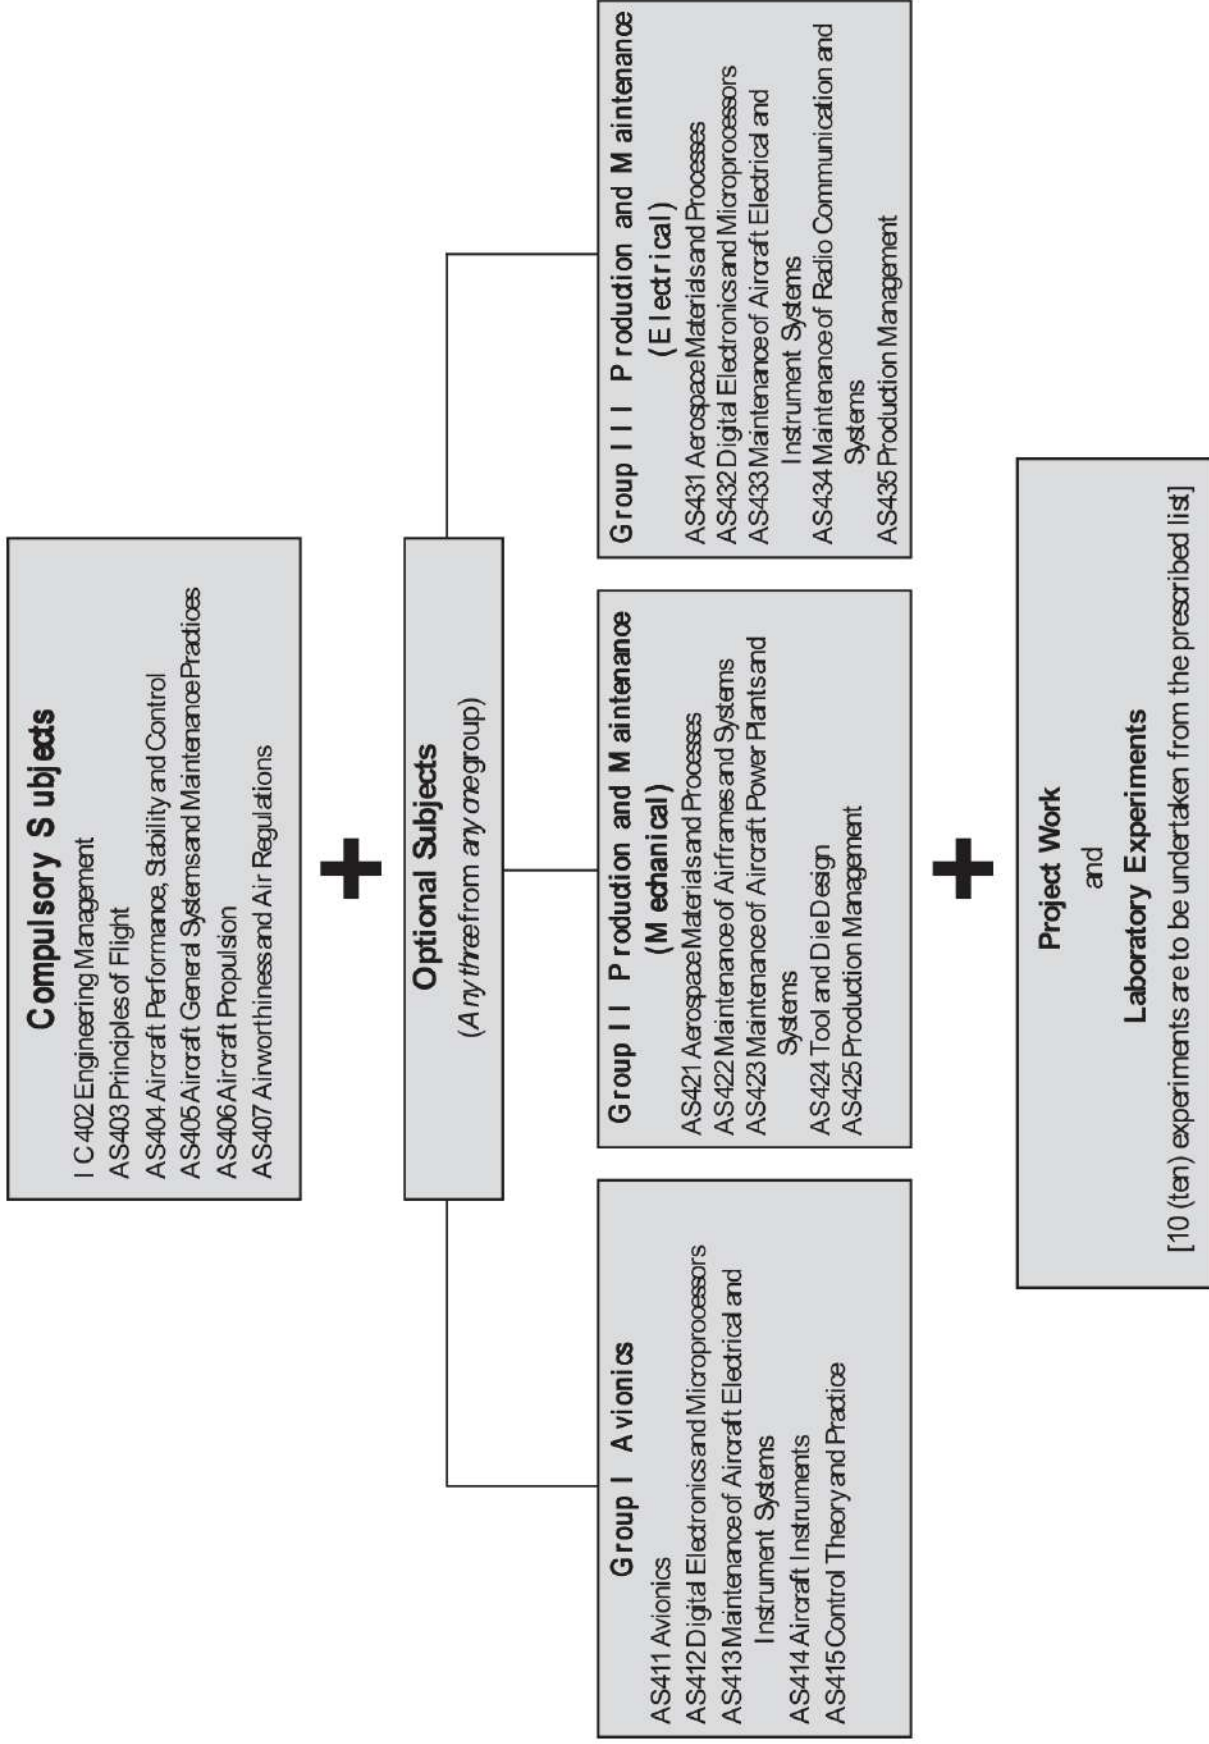 Compulsory Subjects
IC402 Engineering Management
AS403 Principles of Flight
AS404 Aircraft Performance, Stability and Control
AS405 Aircraft General Systems and Maintenance Practices
AS406 Aircraft Propulsion
AS407 Airworthiness and Air Regulations
+
Optional Subjects
(Any three from any one group)
Group I Avionics
AS411 Avionics
AS412 Digital Electronics and Microprocessors
AS413 Maintenance of Aircraft Electrical and
Instrument Systems
AS414 Aircraft Instruments
AS415 Control Theory and Practice
Group II Production and Maintenance
(Mechanical)
AS421 Aerospace Materials and Processes
AS422 Maintenance of Airframes and Systems
AS423 Maintenance of Aircraft Power Plants and
Systems
AS424 Tool and Die Design
AS425 Production Management
Group III Production and Maintenance
(Electrical)
AS431 Aerospace Materials and Processes
AS432 Digital Electronics and Microprocessors
AS433 Maintenance of Aircraft Electrical and
Instrument Systems
AS434 Maintenance of Radio Communication and
Systems
AS435 Production Management
+
Project Work
and
Laboratory Experiments
[10 (ten) experiments are to be undertaken from the prescribed list]